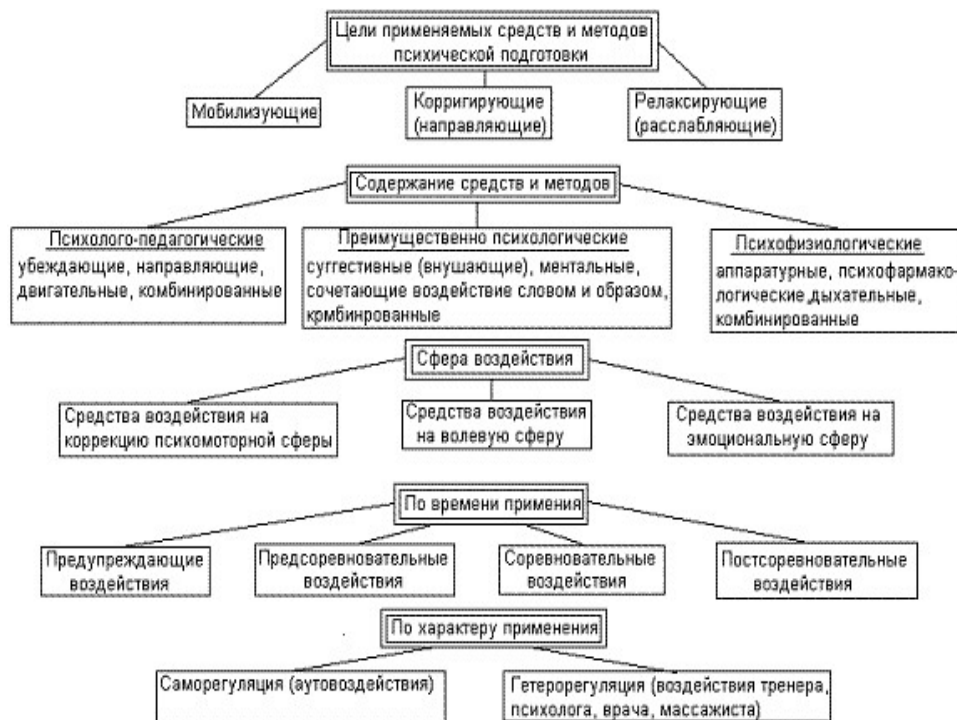 Цели применяемых средств и методов
психической подготовки
Мобилизующие
Корригирующие
(направляющие)
Релаксирующие
(расслабляющие)
Содержание средств и методов
Психолого-педагогические
убеждающие, направляющие,
двигательные, комбинированные
Преимущественно психологические
суггестивные (внушающие), ментальные,
сочетающие воздействие словом и образом,
крмбинрованные
Психофизиологические
аппаратурные, психофармако-
логические,дыхательные,
комбинированные
Сфера воздействия
Средства воздействия на
коррекцию психомоторной сферы
Средства воздействия
на волевую сферу
Средства воздействия на
эмоциональную сферу
По времени примения
Предупреждающие
воздействия
Предсоревновательные
воздействия
Соревновательные
воздействия
Постсоревновательные
воздействия
По характеру применения
Саморегуляция (аутовоздействия)
Гетерорегуляция (воздействия тренера,
психолога, врача, массажиста)